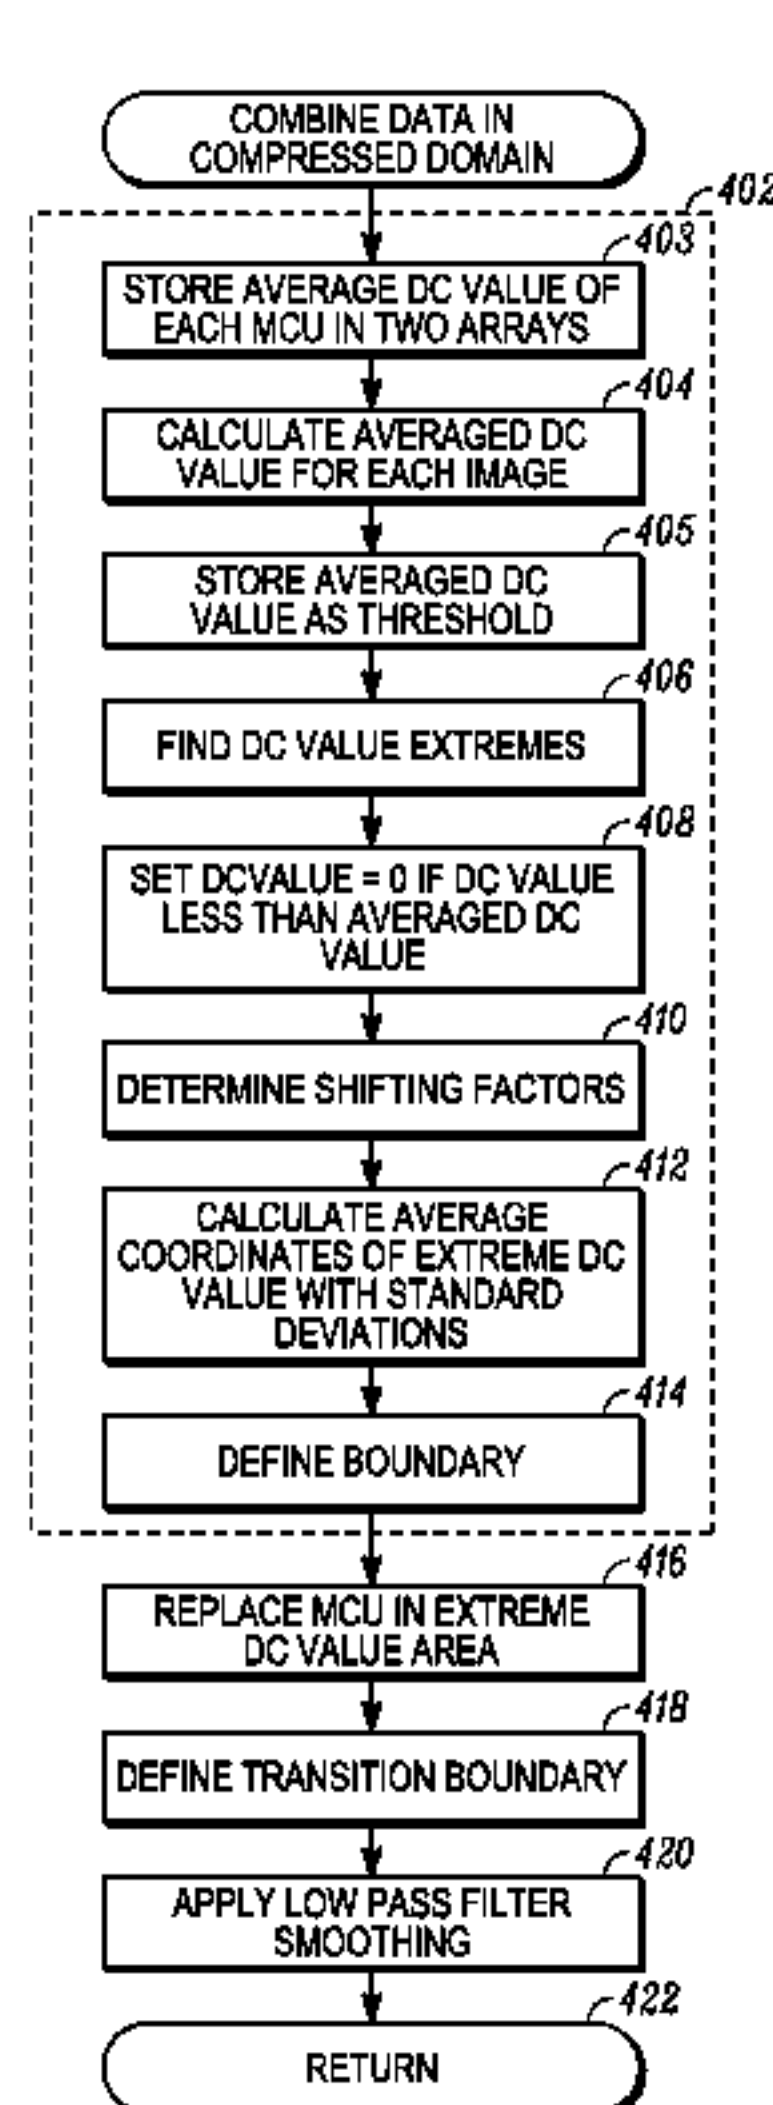 COMBINE DATA IN
COMPRESSED DOMAIN
402
403
STORE AVERAGE DC VALUE OF
EACH MCU IN TWO ARRAYS
404
CALCULATE AVERAGED DC
VALUE FOR EACH IMAGE
405
STORE AVERAGED DC
VALUE AS THRESHOLD
406
FIND DC VALUE EXTREMES
408
SET DCVALUE = 0 IF DC VALUE
LESS THAN AVERAGED DC
VALUE
410
DETERMINE SHIFTING FACTORS
412
CALCULATE AVERAGE
COORDINATES OF EXTREME DC
VALUE WITH STANDARD
DEVIATIONS
414
DEFINE BOUNDARY
416
REPLACE MCU IN EXTREME
DC VALUE AREA
418
DEFINE TRANSITION BOUNDARY
420
APPLY LOW PASS FILTER
SMOOTHING
422
RETURN